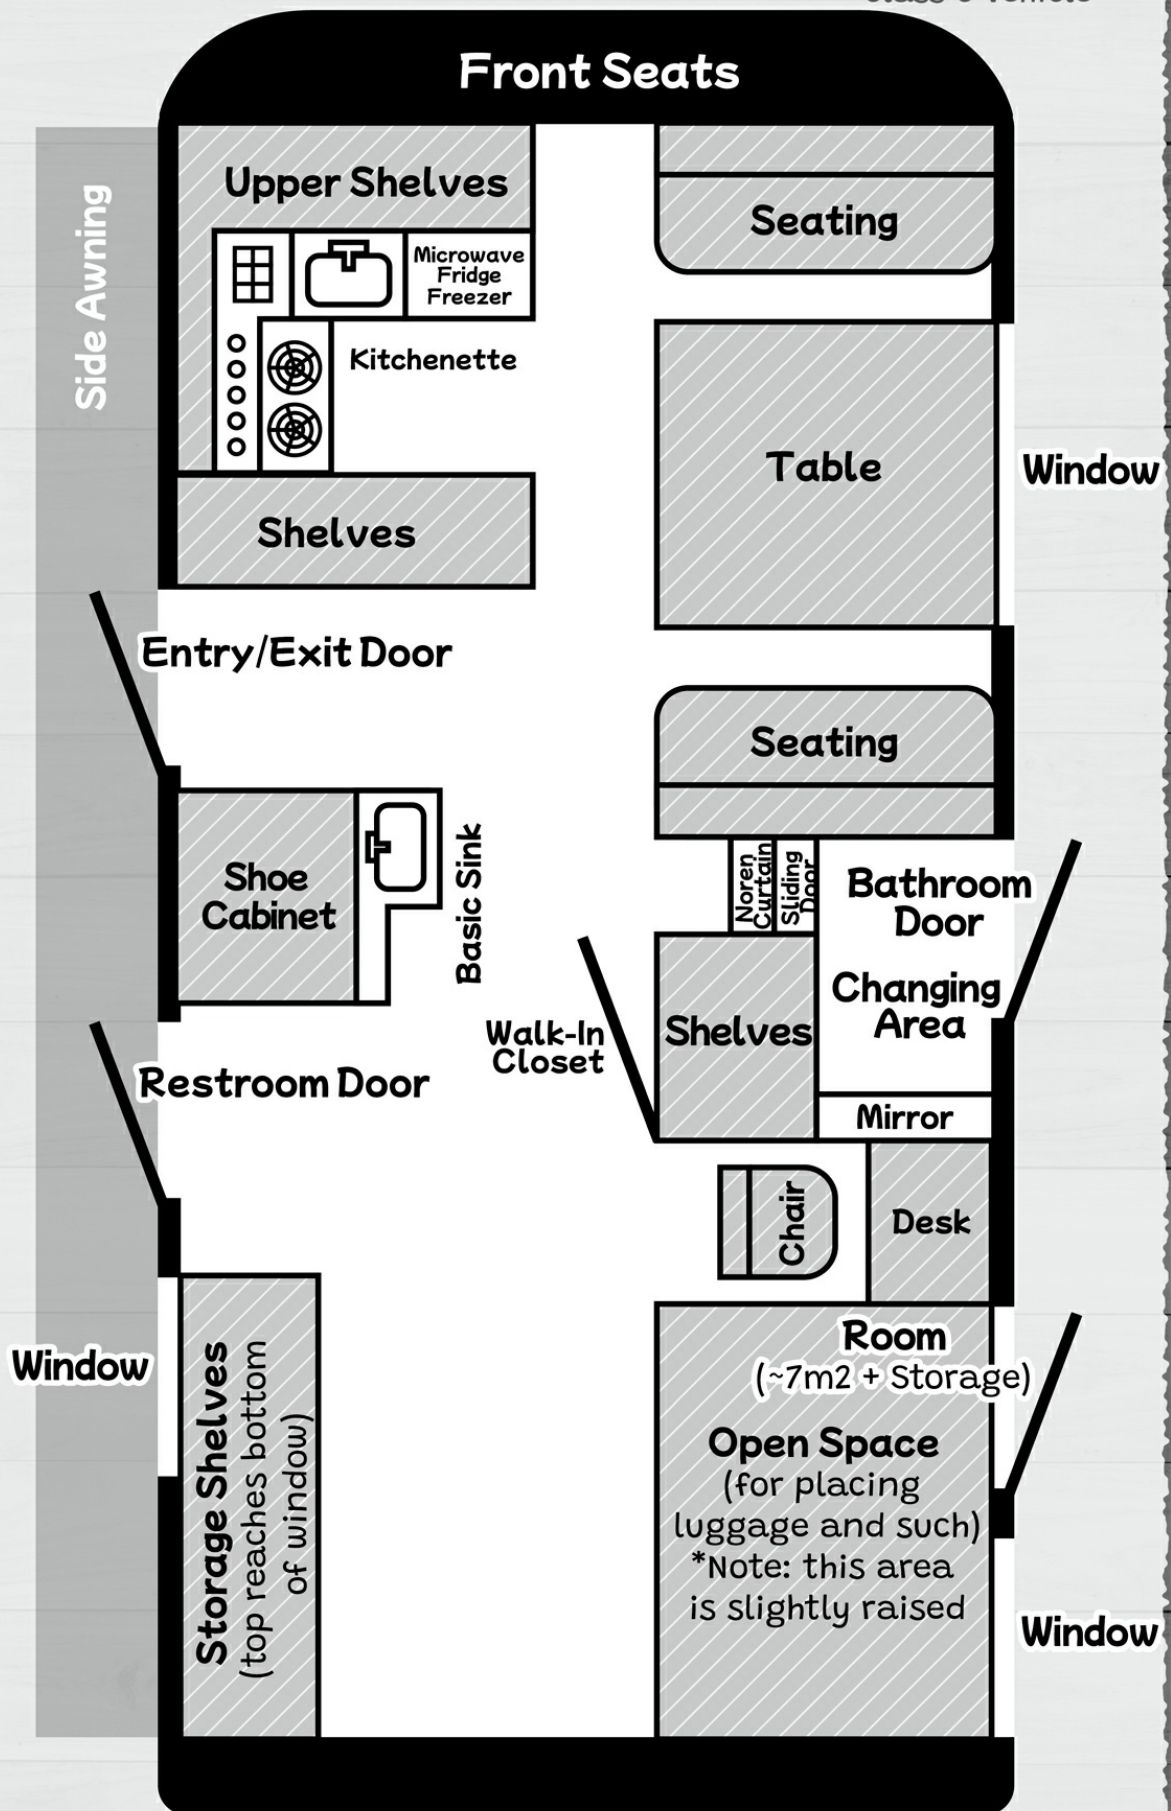 Front Seats
Side Awning
Upper Shelves
Microwave
Fridge
Freezer
Kitchenette
Shelves
Seating
Table
Window
Entry/Exit Door
Seating
Shoe
Cabinet
Basic Sink
Noren
Curtain
Sliding
Door
Bathroom
Door
Changing
Area
Walk-In
Closet
Shelves
Mirror
Restroom Door
Chair
Desk
Window
Storage Shelves
(top reaches bottom
of window)
Room
(~7m2 + Storage)
Open Space
(for placing
luggage and such)
*Note: this area
is slightly raised
Window